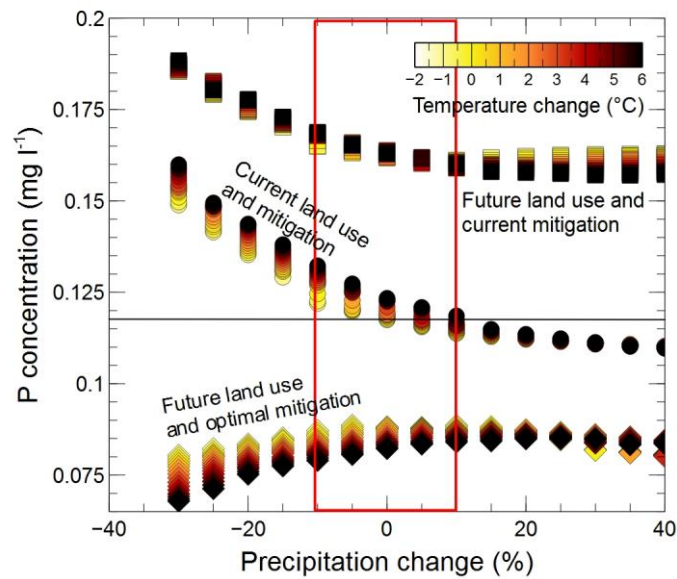 0.2
0.175
0.15
0.125
0.1
0.075
P concentration (mg l-1)
−2 −1 0 1 2 3 4 5 6
Temperature change (°C)
Current land use
and mitigation
Future land use and
current mitigation
Future land use
and optimal mitigation
−40 −20 0 20 40
Precipitation change (%)